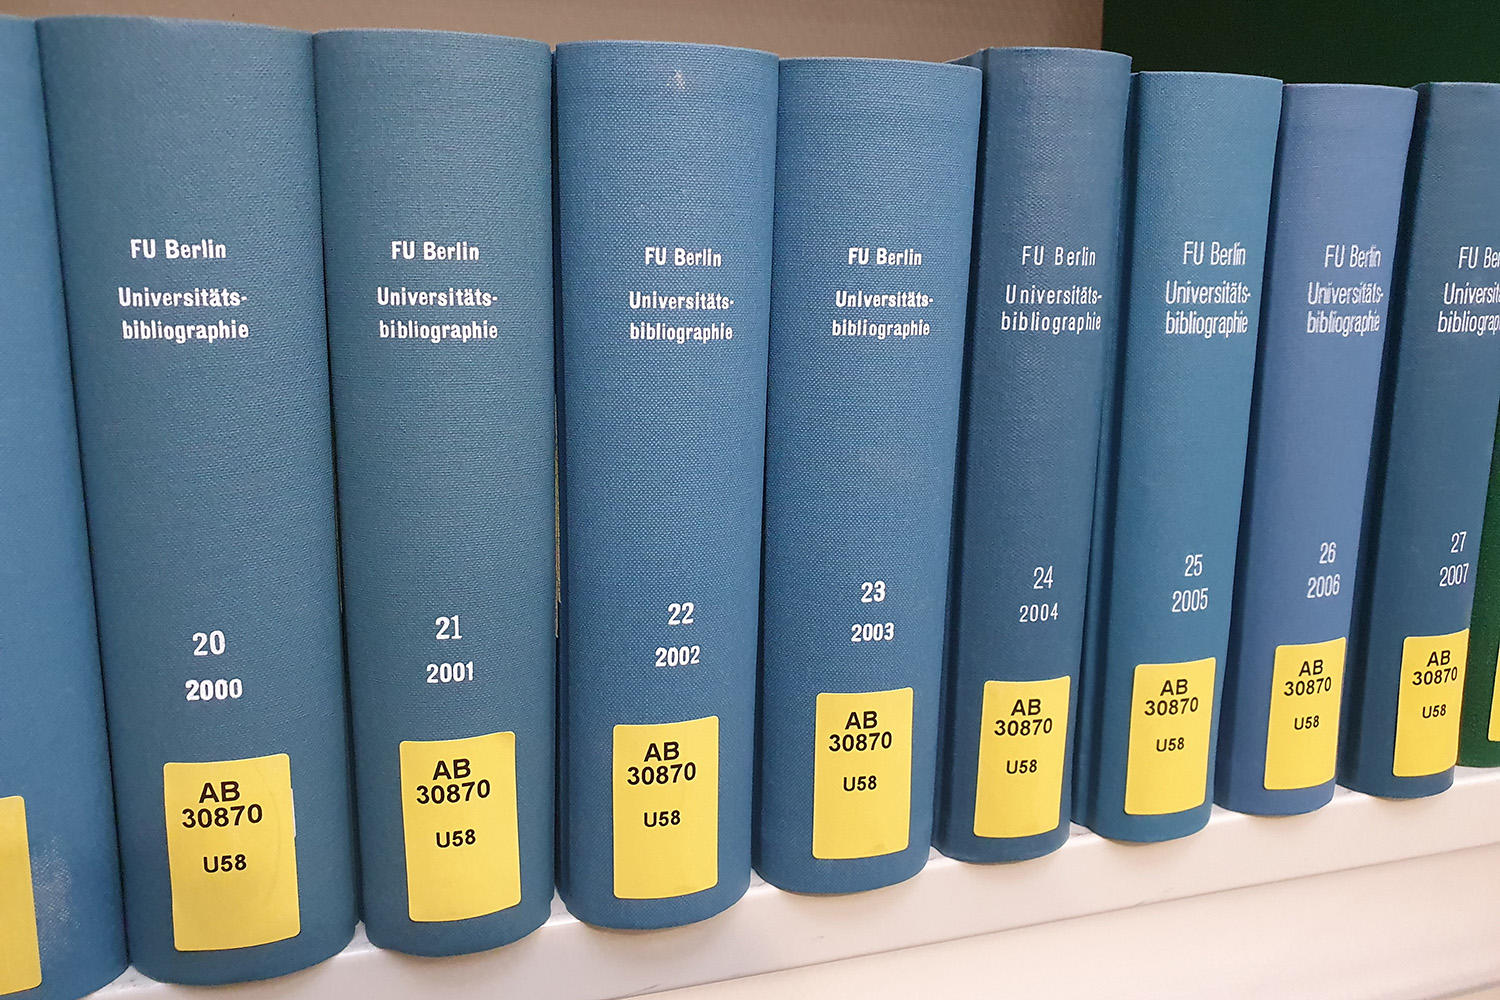 FU Berlin
Universitäts-
bibliographie
20
2000
AB
30870
U58
FU Berlin
Universitäts-
bibliographie
21
2001
AB
30870
U58
FU Berlin
Universitäts-
bibliographie
22
2002
AB
30870
U58
FU Berlin
Universitäts-
bibliographie
23
2003
AB
30870
U58
FU Berlin
Universitäts-
bibliographie
24
2004
AB
30870
U58
FU Berlin
Universitäts-
bibliographie
25
2005
AB
30870
U58
FU Berlin
Universitäts-
bibliographie
26
2006
AB
30870
U58
FU
27
2007
AB
30870
U58